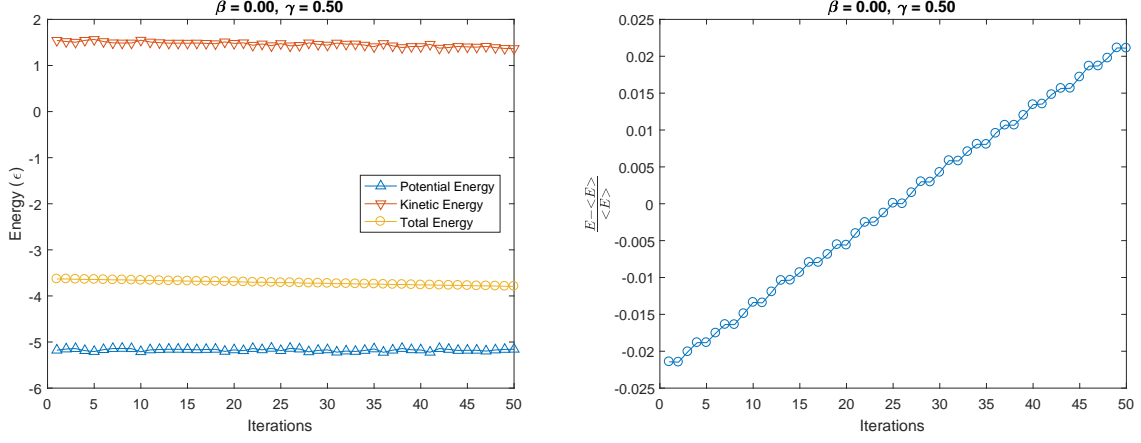 β = 0.00, γ = 0.50
2
1
0
-1
-2
-3
-4
-5
-6
Energy (ϵ)
Potential Energy
Kinetic Energy
Total Energy
0 5 10 15 20 25 30 35 40 45 50
Iterations
β = 0.00, γ = 0.50
0.025
0.02
0.015
0.01
0.005
0
-0.005
-0.01
-0.015
-0.02
-0.025
E−<E>
<E>
0 5 10 15 20 25 30 35 40 45 50
Iterations